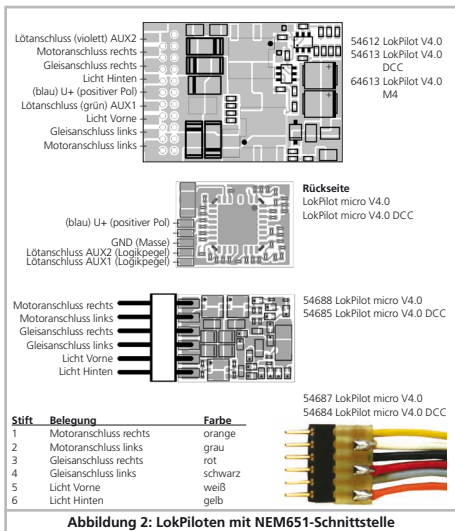 Lötanschluss (violett) AUX2
Motoranschluss rechts
Gleisanschluss rechts
Licht Hinten
(blau) U+ (positiver Pol)
Lötanschluss (grün) AUX1
Licht Vorne
Gleisanschluss links
Motoranschluss links
54612 LokPilot V4.0
54613 LokPilot V4.0
DCC
64613 LokPilot V4.0
M4
Rückseite
LokPilot micro V4.0
LokPilot micro V4.0 DCC
(blau) U+ (positiver Pol)
GND (Masse)
Lötanschluss AUX2 (Logikpegel)
Lötanschluss AUX1 (Logikpegel)
Motoranschluss rechts
Motoranschluss links
Gleisanschluss rechts
Gleisanschluss links
Licht Vorne
Licht Hinten
54688 LokPilot micro V4.0
54685 LokPilot micro V4.0 DCC
54687 LokPilot micro V4.0
54684 LokPilot micro V4.0 DCC
Stift Belegung Farbe
1 Motoranschluss rechts orange
2 Motoranschluss links grau
3 Gleisanschluss rechts rot
4 Gleisanschluss links schwarz
5 Licht Vorne weiß
6 Licht Hinten gelb
Abbildung 2: LokPiloten mit NEM651-Schnittstelle